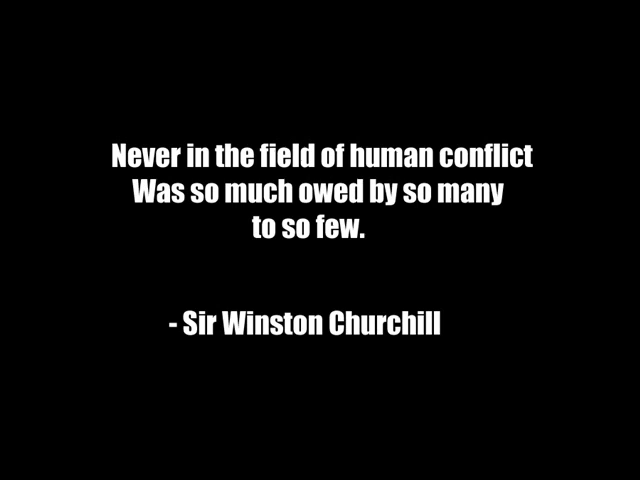 Never in the field of human conflict
Was so much owed by so many
to so few.
- Sir Winston Churchill